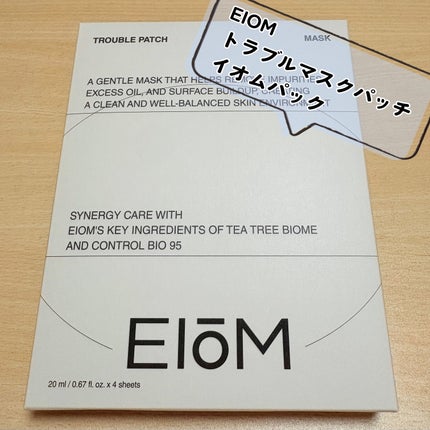 TROUBLE PATCH
MASK
EIOM
トラブルマスクパッチ
イオムパック
A GENTLE MASK THAT HELPS REMOVE IMPURITIES,
EXCESS OIL, AND SURFACE BUILDUP, CREATING
A CLEAN AND WELL-BALANCED SKIN ENVIRONMENT
SYNERGY CARE WITH
EIOM'S KEY INGREDIENTS OF TEA TREE BIOME
AND CONTROL BIO 95
EIōM
20 ml / 0.67 fl. oz. x 4 sheets